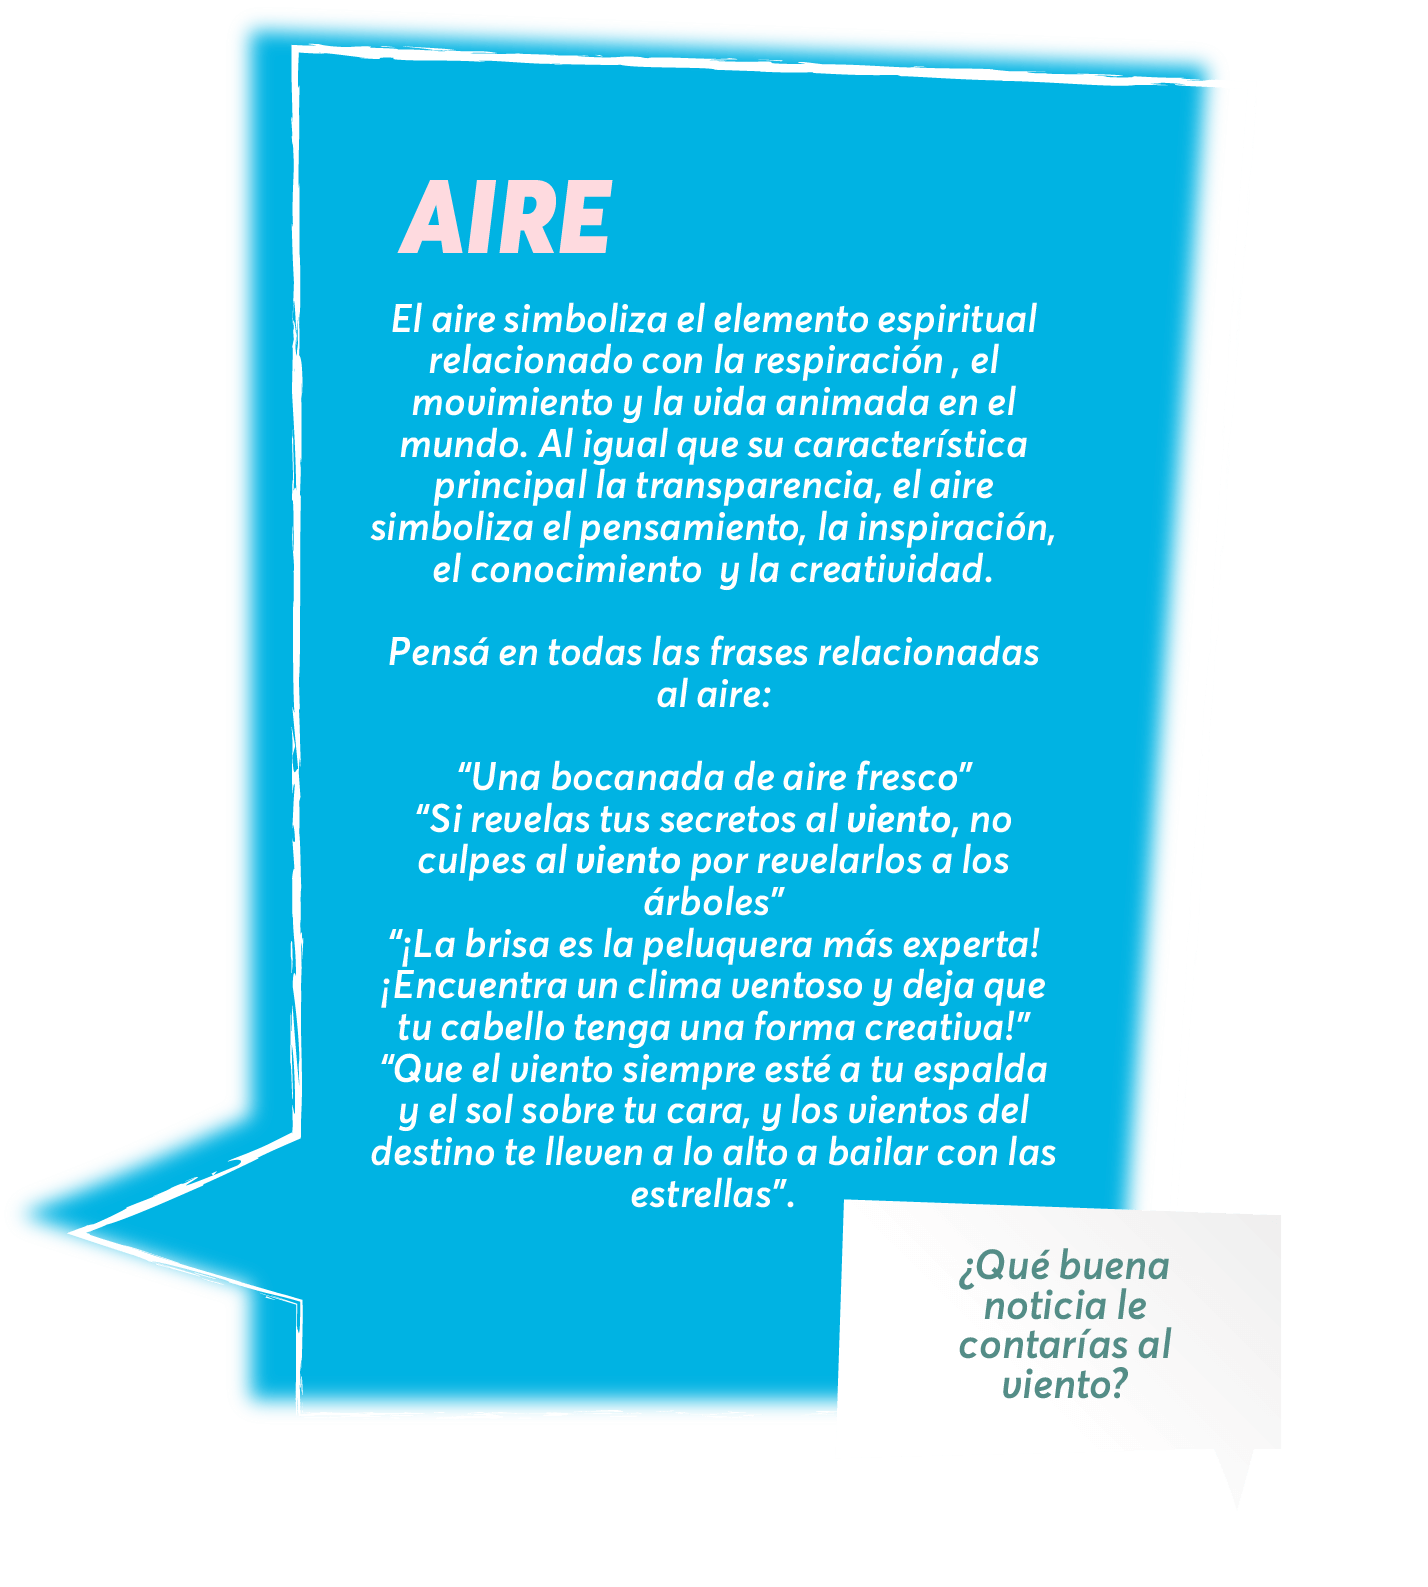 AIRE
El aire simboliza el elemento espiritual
relacionado con la respiración , el
movimiento y la vida animada en el
mundo. Al igual que su característica
principal la transparencia, el aire
simboliza el pensamiento, la inspiración,
el conocimiento  y la creatividad.
Pensá en todas las frases relacionadas
al aire:
“Una bocanada de aire fresco”
“Si revelas tus secretos al viento, no
culpes al viento por revelarlos a los
árboles”
“¡La brisa es la peluquera más experta!
¡Encuentra un clima ventoso y deja que
tu cabello tenga una forma creativa!”
“Que el viento siempre esté a tu espalda
y el sol sobre tu cara, y los vientos del
destino te lleven a lo alto a bailar con las
estrellas”.
¿Qué buena
noticia le
contarías al
viento?